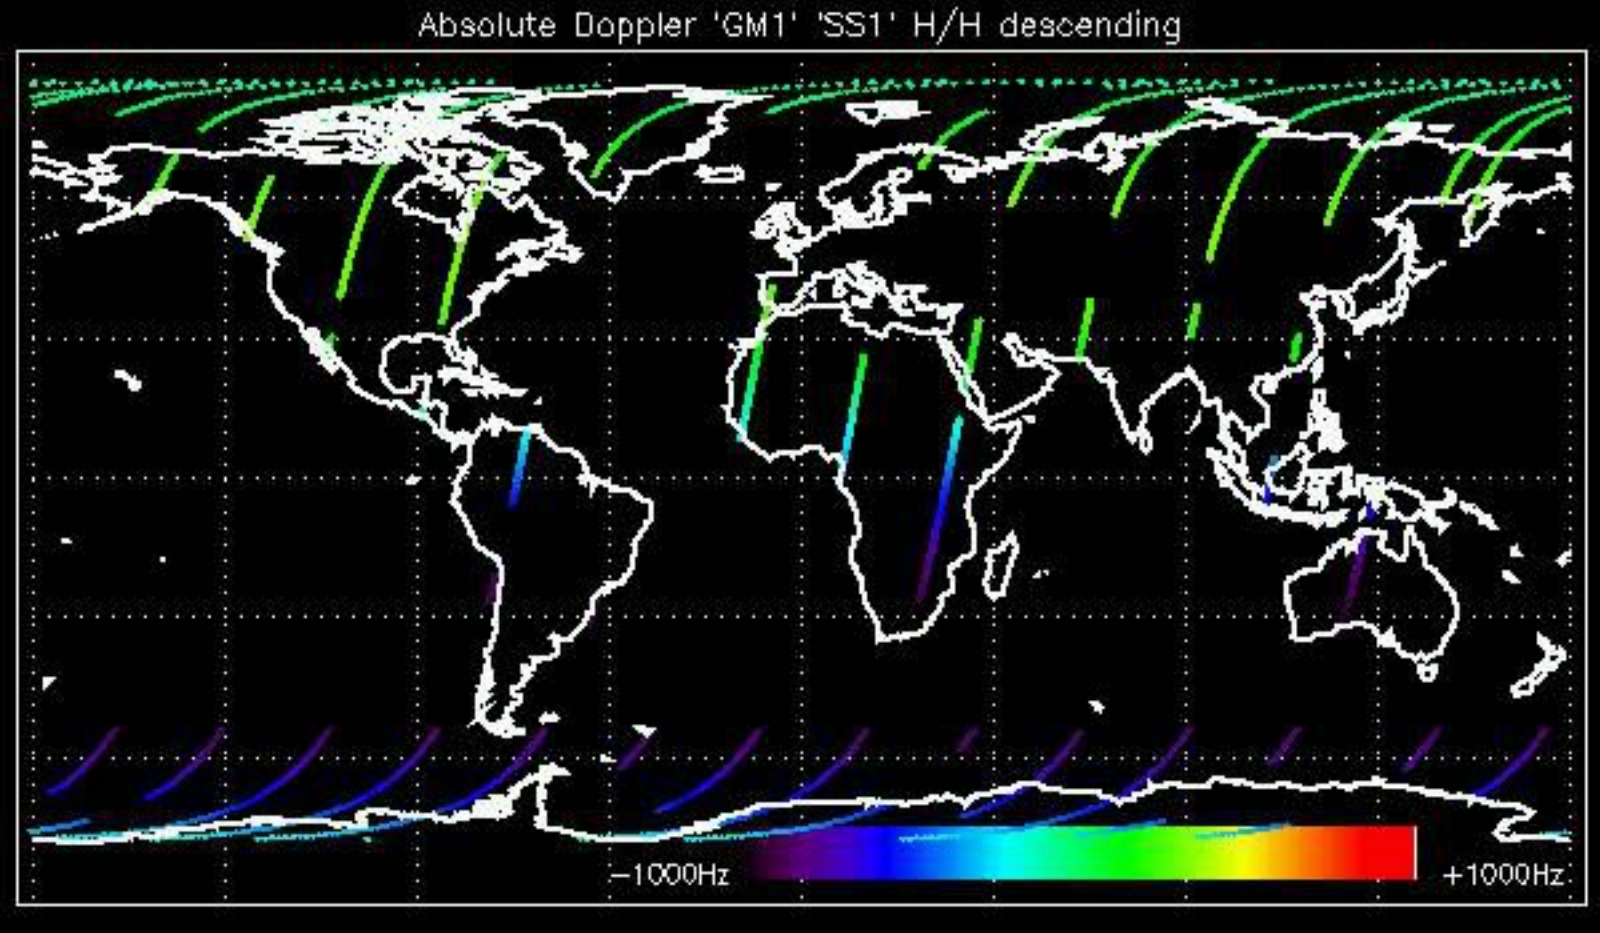 Absolute Doppler 'GM1' 'SS1' H/H descending
−1000Hz +1000Hz